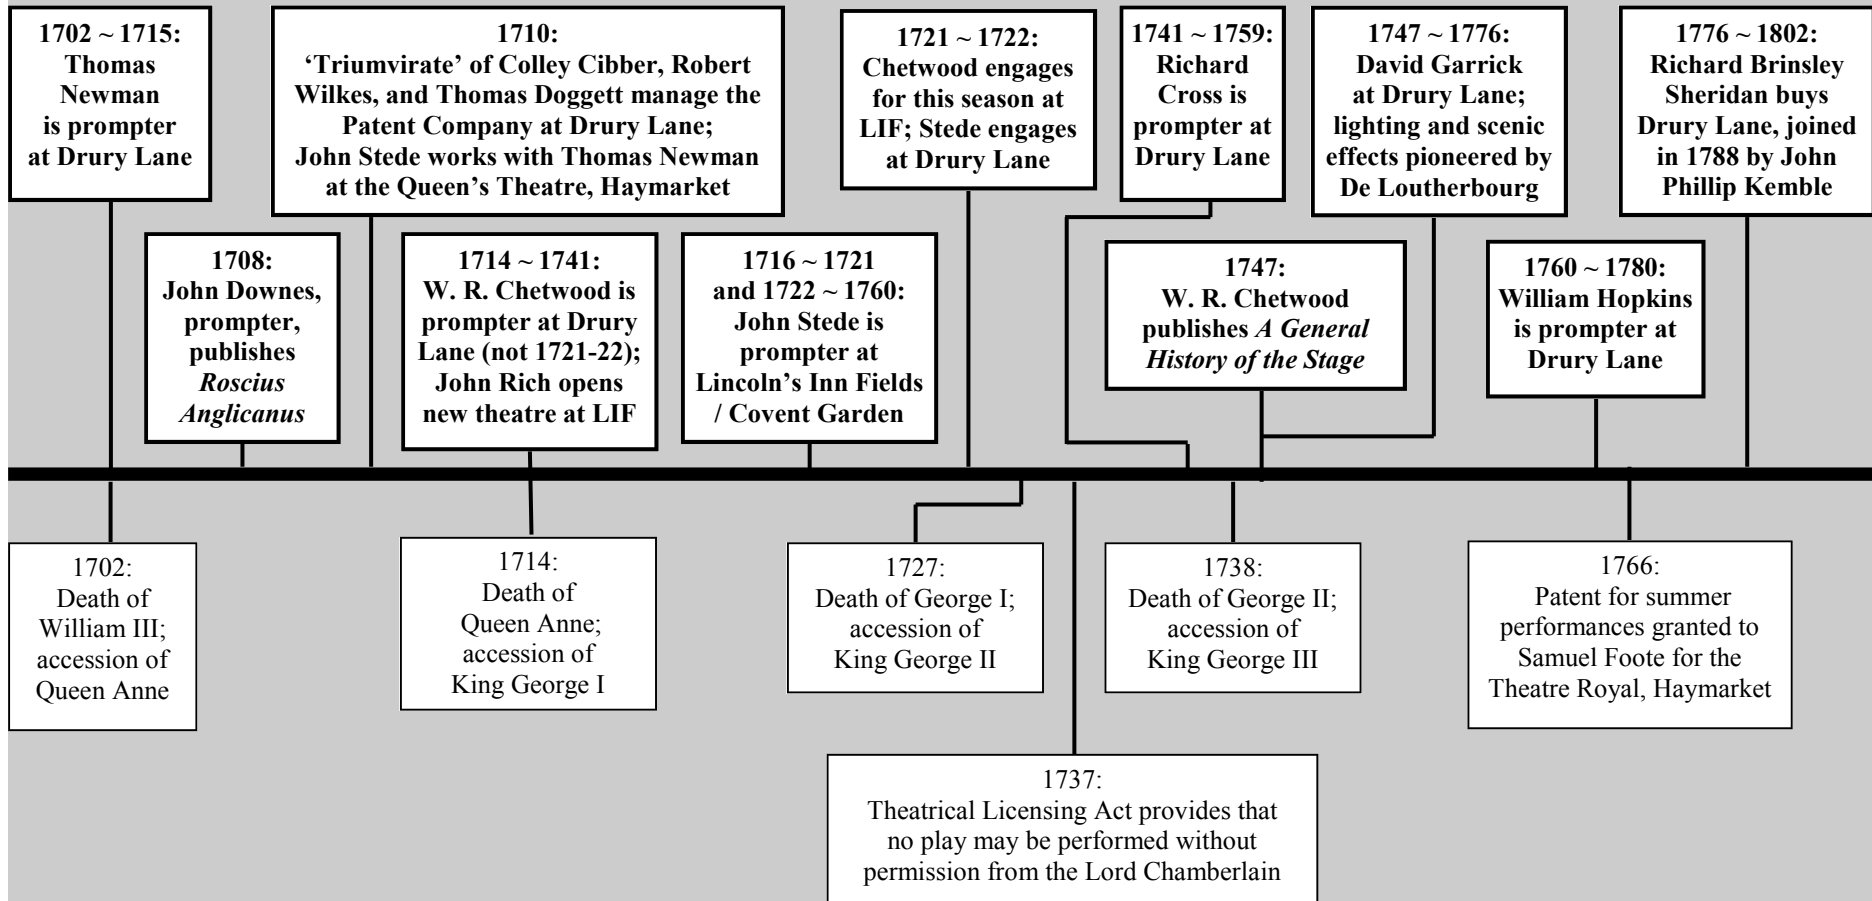 1702 ~ 1715:
Thomas
Newman
is prompter
at Drury Lane
1710:
‘Triumvirate’ of Colley Cibber, Robert
Wilkes, and Thomas Doggett manage the
Patent Company at Drury Lane;
John Stede works with Thomas Newman
at the Queen’s Theatre, Haymarket
1721 ~ 1722:
Chetwood engages
for this season at
LIF; Stede engages
at Drury Lane
1741 ~ 1759:
Richard
Cross is
prompter at
Drury Lane
1747 ~ 1776:
David Garrick
at Drury Lane;
lighting and scenic
effects pioneered by
De Loutherbourg
1776 ~ 1802:
Richard Brinsley
Sheridan buys
Drury Lane, joined
in 1788 by John
Phillip Kemble
1708:
John Downes,
prompter,
publishes
Roscius
Anglicanus
1714 ~ 1741:
W. R. Chetwood is
prompter at Drury
Lane (not 1721-22);
John Rich opens
new theatre at LIF
1716 ~ 1721
and 1722 ~ 1760:
John Stede is
prompter at
Lincoln’s Inn Fields
/ Covent Garden
1747:
W. R. Chetwood
publishes A General
History of the Stage
1760 ~ 1780:
William Hopkins
is prompter at
Drury Lane
1702:
Death of
William III;
accession of
Queen Anne
1714:
Death of
Queen Anne;
accession of
King George I
1727:
Death of George I;
accession of
King George II
1738:
Death of George II;
accession of
King George III
1766:
Patent for summer
performances granted to
Samuel Foote for the
Theatre Royal, Haymarket
1737:
Theatrical Licensing Act provides that
no play may be performed without
permission from the Lord Chamberlain